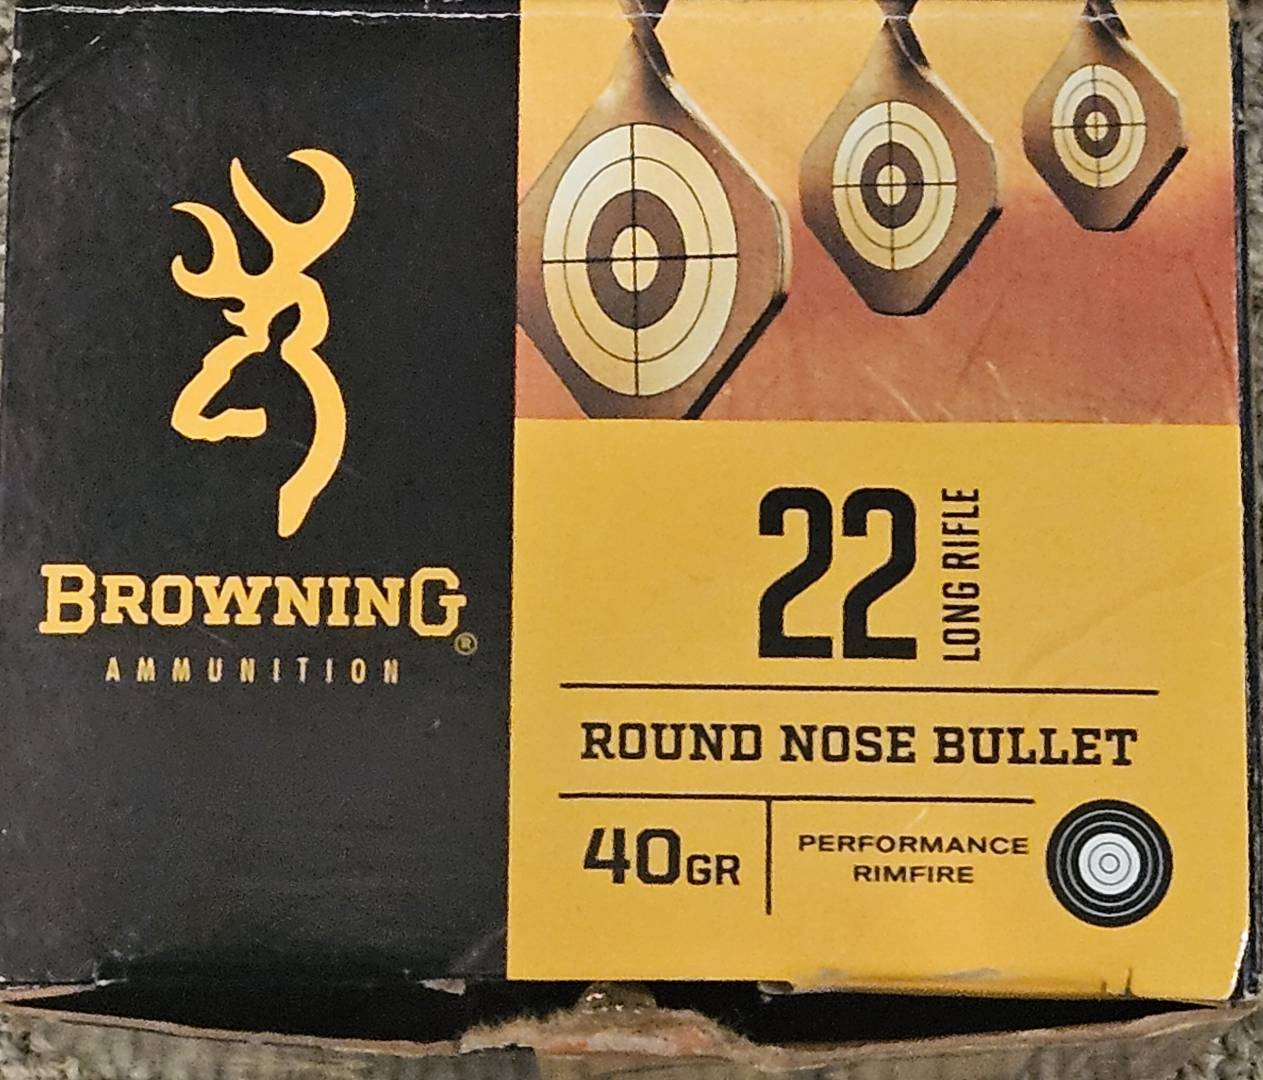 BROWNING®
AMMUNITION
22 LONG RIFLE
ROUND NOSE BULLET
40GR
PERFORMANCE
RIMFIRE